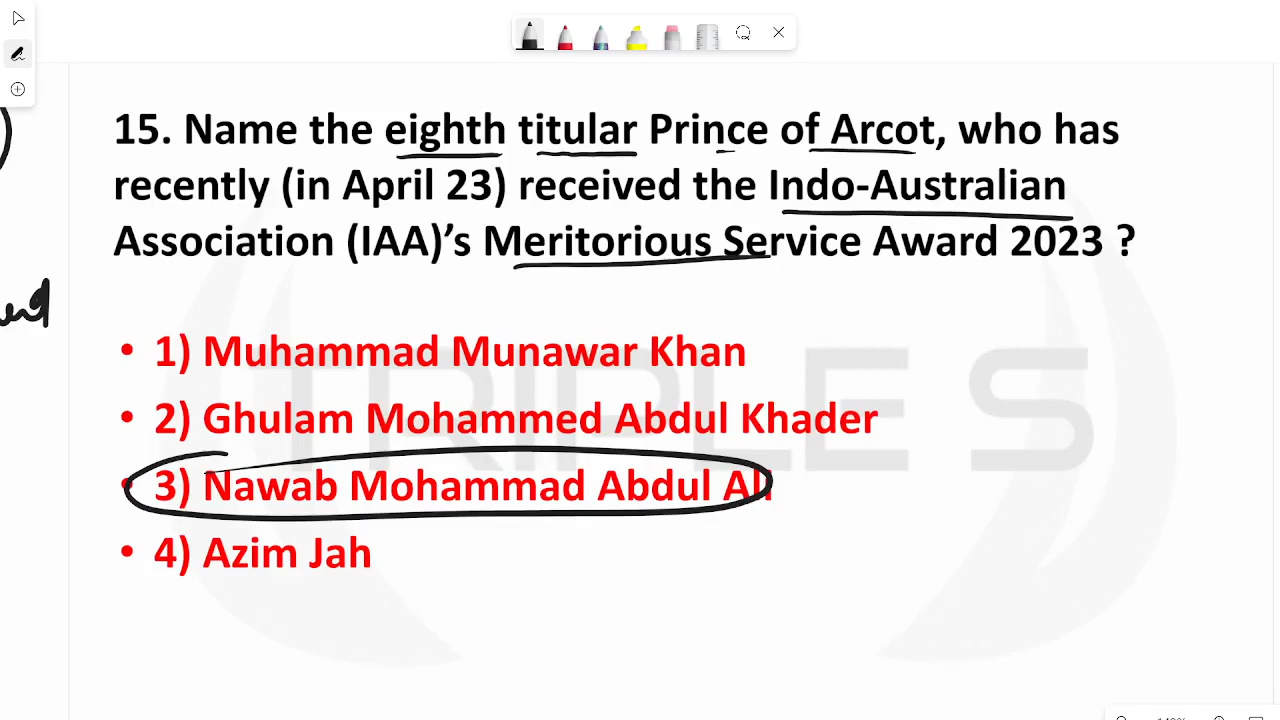 15. Name the eighth titular Prince of Arcot, who has
recently (in April 23) received the Indo-Australian
Association (IAA)’s Meritorious Service Award 2023 ?
• 1) Muhammad Munawar Khan
• 2) Ghulam Mohammed Abdul Khader
• 3) Nawab Mohammad Abdul Ali
• 4) Azim Jah
TRIPLE S